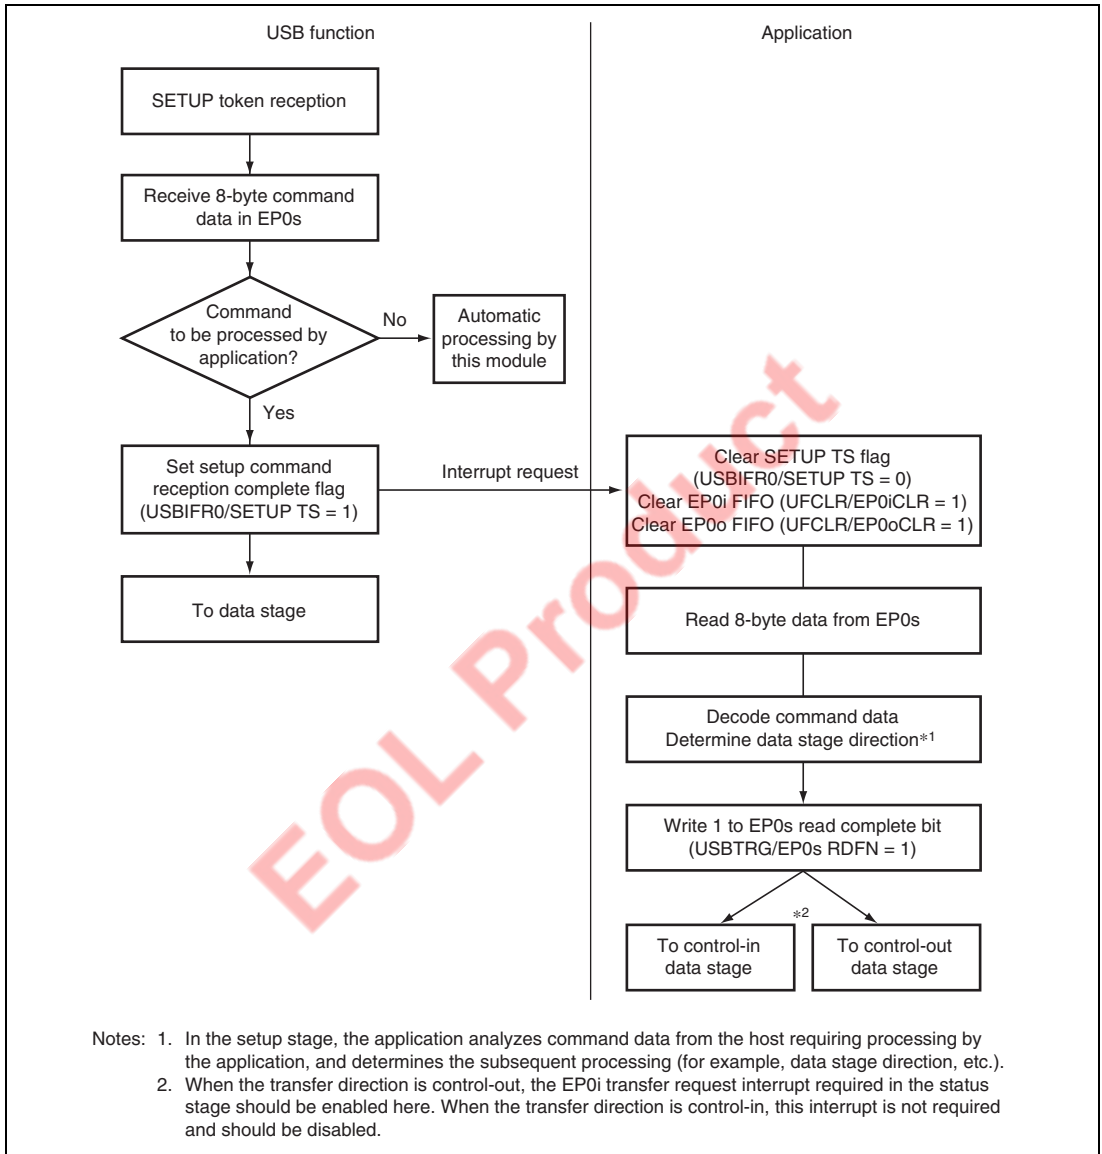 USB function
Application
SETUP token reception
Receive 8-byte command
data in EP0s
Command
to be processed by
application?
No
Automatic
processing by
this module
Yes
Set setup command
reception complete flag
(USBIFR0/SETUP TS = 1)
Interrupt request
To data stage
Clear SETUP TS flag
(USBIFR0/SETUP TS = 0)
Clear EP0i FIFO (UFCLR/EP0iCLR = 1)
Clear EP0o FIFO (UFCLR/EP0oCLR = 1)
Read 8-byte data from EP0s
Decode command data
Determine data stage direction*1
Write 1 to EP0s read complete bit
(USBTRG/EP0s RDFN = 1)
*2
To control-in
data stage
To control-out
data stage
EOL Product
Notes: 1. In the setup stage, the application analyzes command data from the host requiring processing by
the application, and determines the subsequent processing (for example, data stage direction, etc.).
2. When the transfer direction is control-out, the EP0i transfer request interrupt required in the status
stage should be enabled here. When the transfer direction is control-in, this interrupt is not required
and should be disabled.